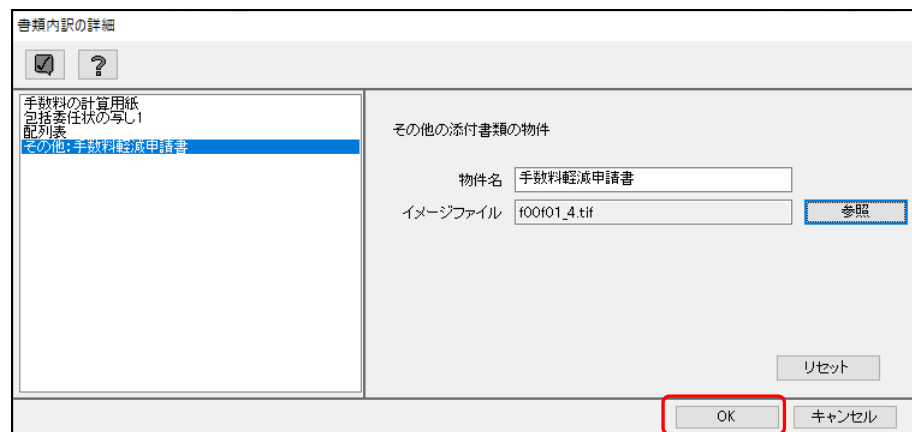 書類内訳の詳細
手数料の計算用紙
包括委任状の写し1
配列表
その他:手数料軽減申請書
その他の添付書類の物件
物件名 手数料軽減申請書
イメージファイル f00f01_4.tif 参照
リセット
OK キャンセル